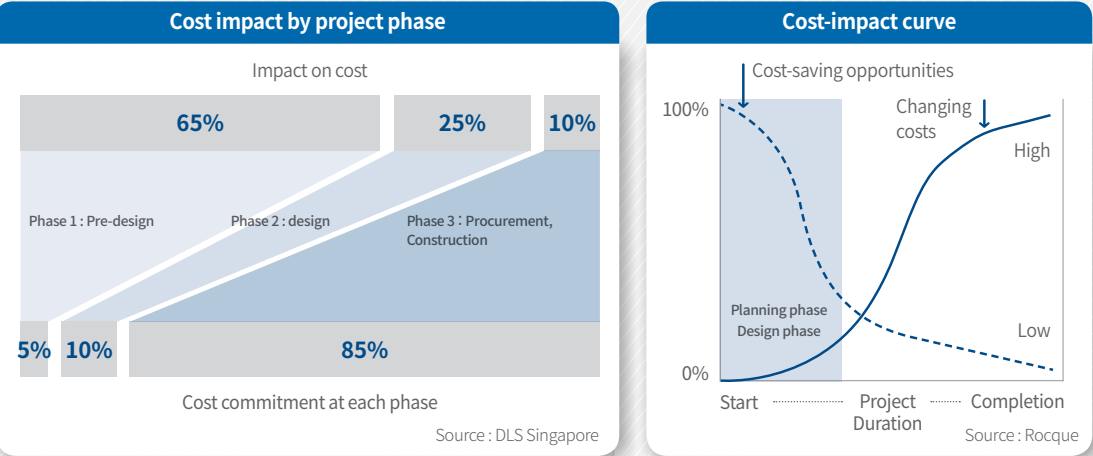 Cost impact by project phase
Impact on cost
65%
25%
10%
Phase 1 : Pre-design
Phase 2 : design
Phase 3 : Procurement,
Construction
5%
10%
85%
Cost commitment at each phase
Source : DLS Singapore
Cost-impact curve
Cost-saving opportunities
100%
Changing
costs
High
Planning phase
Design phase
Low
0%
Start
Project
Duration
Completion
Source : Rocque